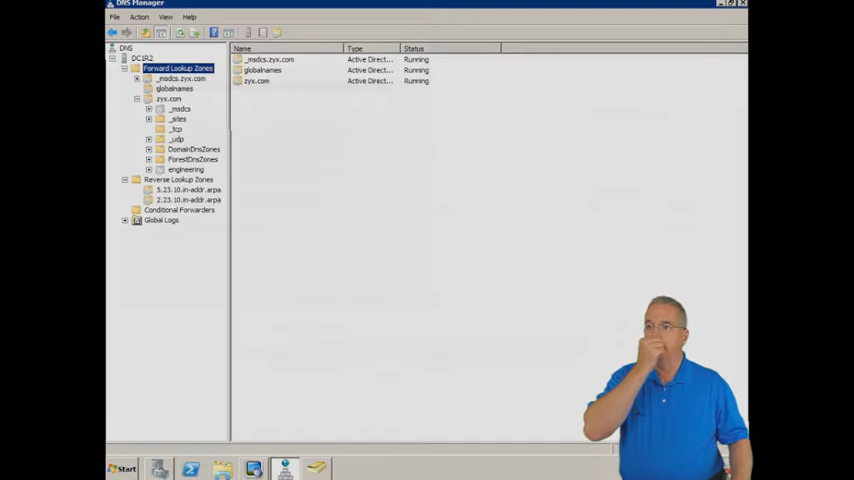 DNS Manager
File Action View Help
DNS
DC1R2
Forward Lookup Zones
_msdcs.zyx.com
globalnames
zyx.com
_msdcs
_sites
_tcp
_udp
DomainDnsZones
ForestDnsZones
engineering
Reverse Lookup Zones
5.23.10.in-addr.arpa
2.23.10.in-addr.arpa
Conditional Forwarders
Global Logs
Name Type Status
_msdcs.zyx.com Active Direct... Running
globalnames Active Direct... Running
zyx.com Active Direct... Running
Start